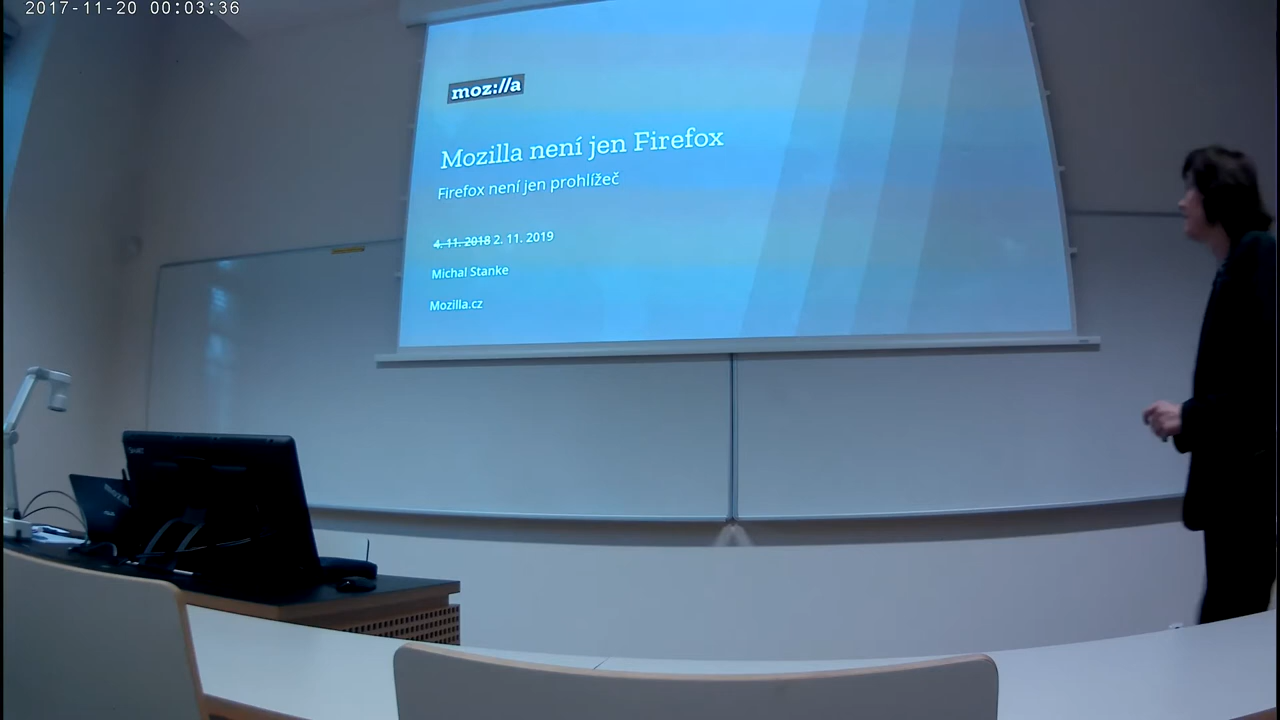 2017-11-20 00:03:36
moz://a
Mozilla není jen Firefox
Firefox není jen prohlížeč
4. 11. 2018 2. 11. 2019
Michal Stanke
Mozilla.cz